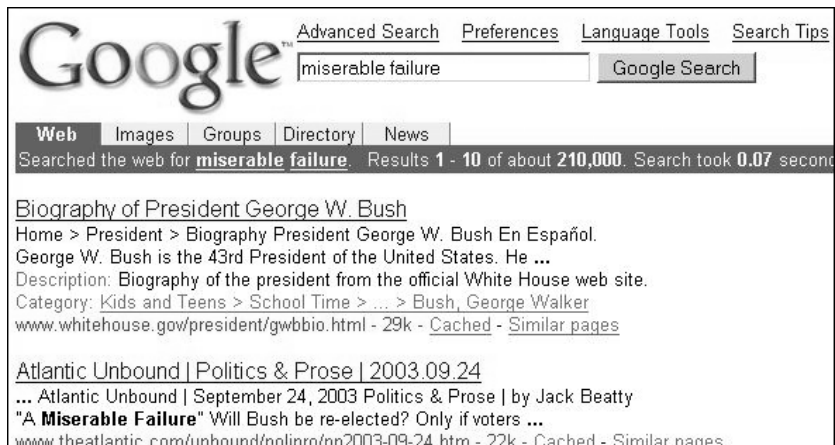 Google™
Advanced Search Preferences Language Tools Search Tips
miserable failure Google Search
Web Images Groups Directory News
Searched the web for miserable failure. Results 1 - 10 of about 210,000. Search took 0.07 second
Biography of President George W. Bush
Home > President > Biography President George W. Bush En Español.
George W. Bush is the 43rd President of the United States. He ...
Description: Biography of the president from the official White House web site.
Category: Kids and Teens > School Time > ... > Bush, George Walker
www.whitehouse.gov/president/gwbbio.html - 29k - Cached - Similar pages
Atlantic Unbound | Politics & Prose | 2003.09.24
... Atlantic Unbound | September 24, 2003 Politics & Prose | by Jack Beatty
"A Miserable Failure" Will Bush be re-elected? Only if voters ...
www.theatlantic.com/unbound/polipro/pp2003-09-24.htm - 22k - Cached - Similar pages